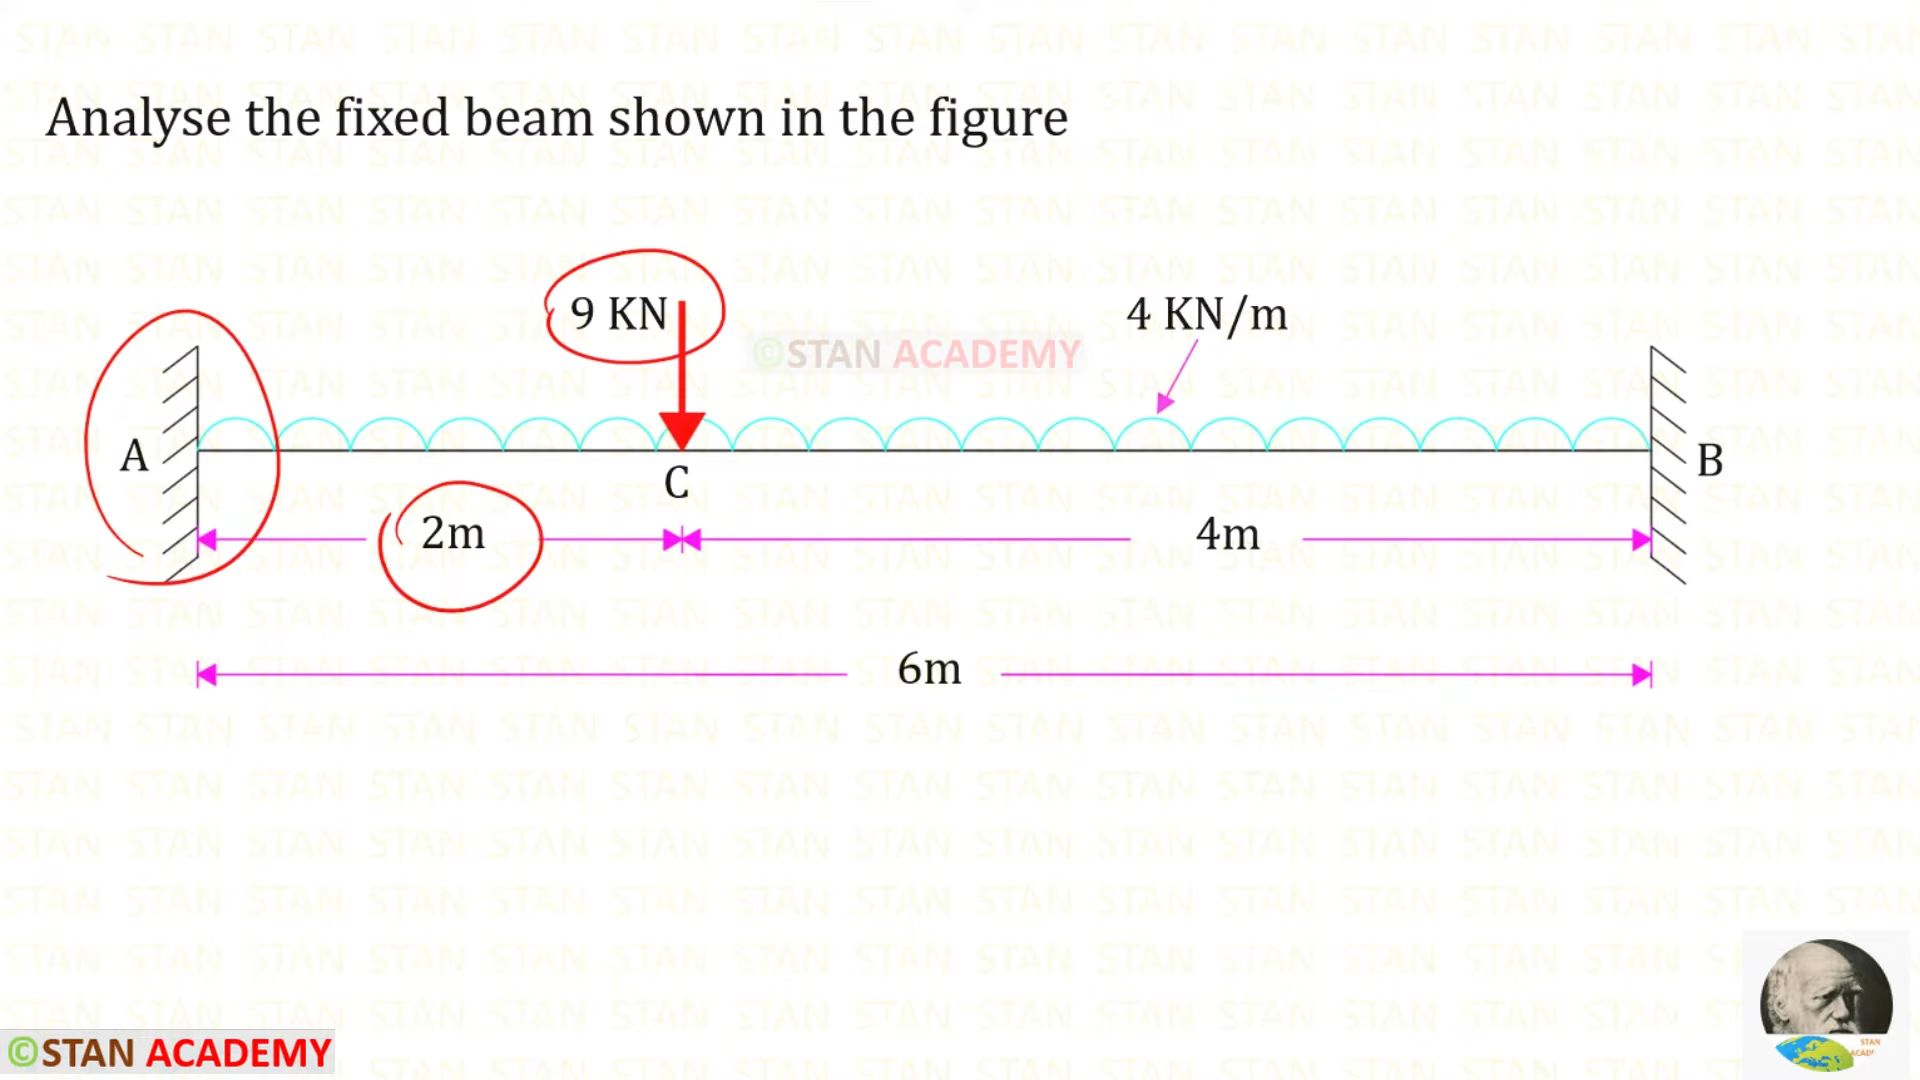 Analyse the fixed beam shown in the figure
9 KN
4 KN/m
©STAN ACADEMY
A
B
C
2m
4m
6m
©STAN ACADEMY
STAN